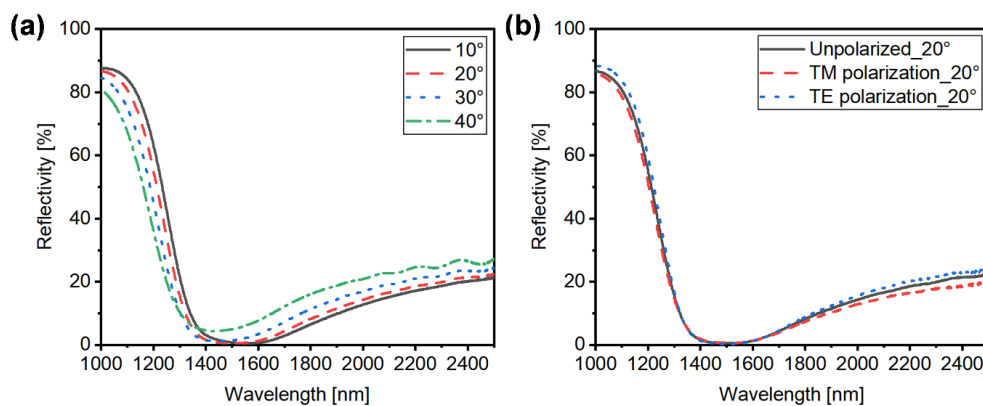 (a)
100
80
60
40
20
0
Reflectivity [%]
10°
20°
30°
40°
1000 1200 1400 1600 1800 2000 2200 2400
Wavelength [nm]
(b)
100
80
60
40
20
0
Reflectivity [%]
Unpolarized_20°
TM polarization_20°
TE polarization_20°
1000 1200 1400 1600 1800 2000 2200 2400
Wavelength [nm]